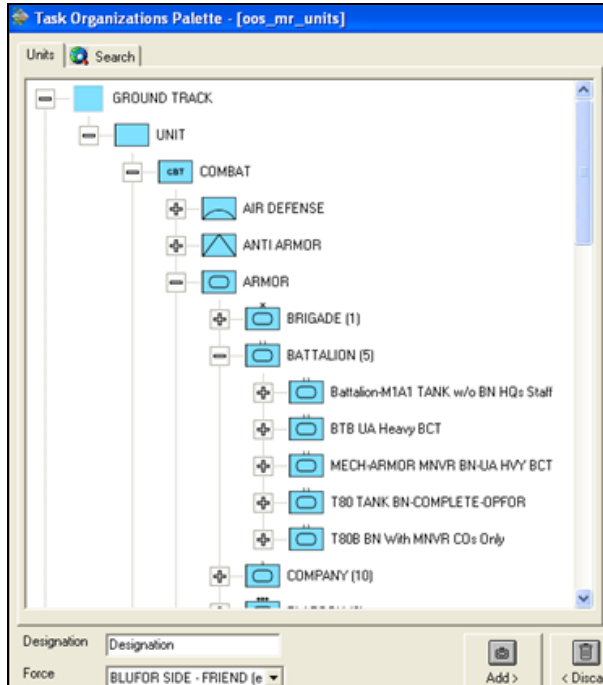 Task Organizations Palette - [oos_mr_units]
Units Search
GROUND TRACK
UNIT
CBT COMBAT
AIR DEFENSE
ANTI ARMOR
ARMOR
BRIGADE (1)
BATTALION (5)
Battalion-M1A1 TANK w/o BN HQs Staff
BTB UA Heavy BCT
MECH-ARMOR MNVR BN-UA HVY BCT
T80 TANK BN-COMPLETE-OPFOR
T80B BN With MNVR COs Only
COMPANY (10)
Designation Designation
Force BLUFOR SIDE - FRIEND (e
Add > < Disca